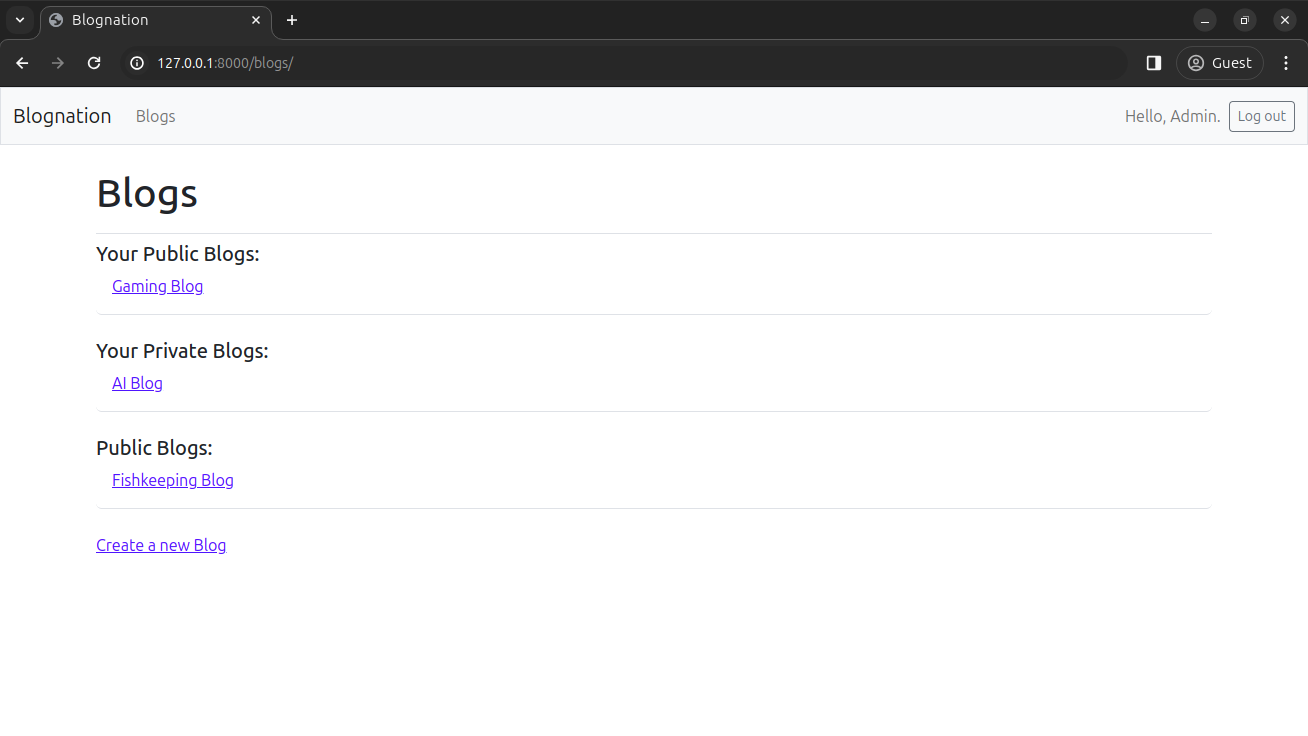 Blognation
127.0.0.1:8000/blogs/
Guest
Blognation Blogs Hello, Admin. Log out
Blogs
Your Public Blogs:
Gaming Blog
Your Private Blogs:
AI Blog
Public Blogs:
Fishkeeping Blog
Create a new Blog